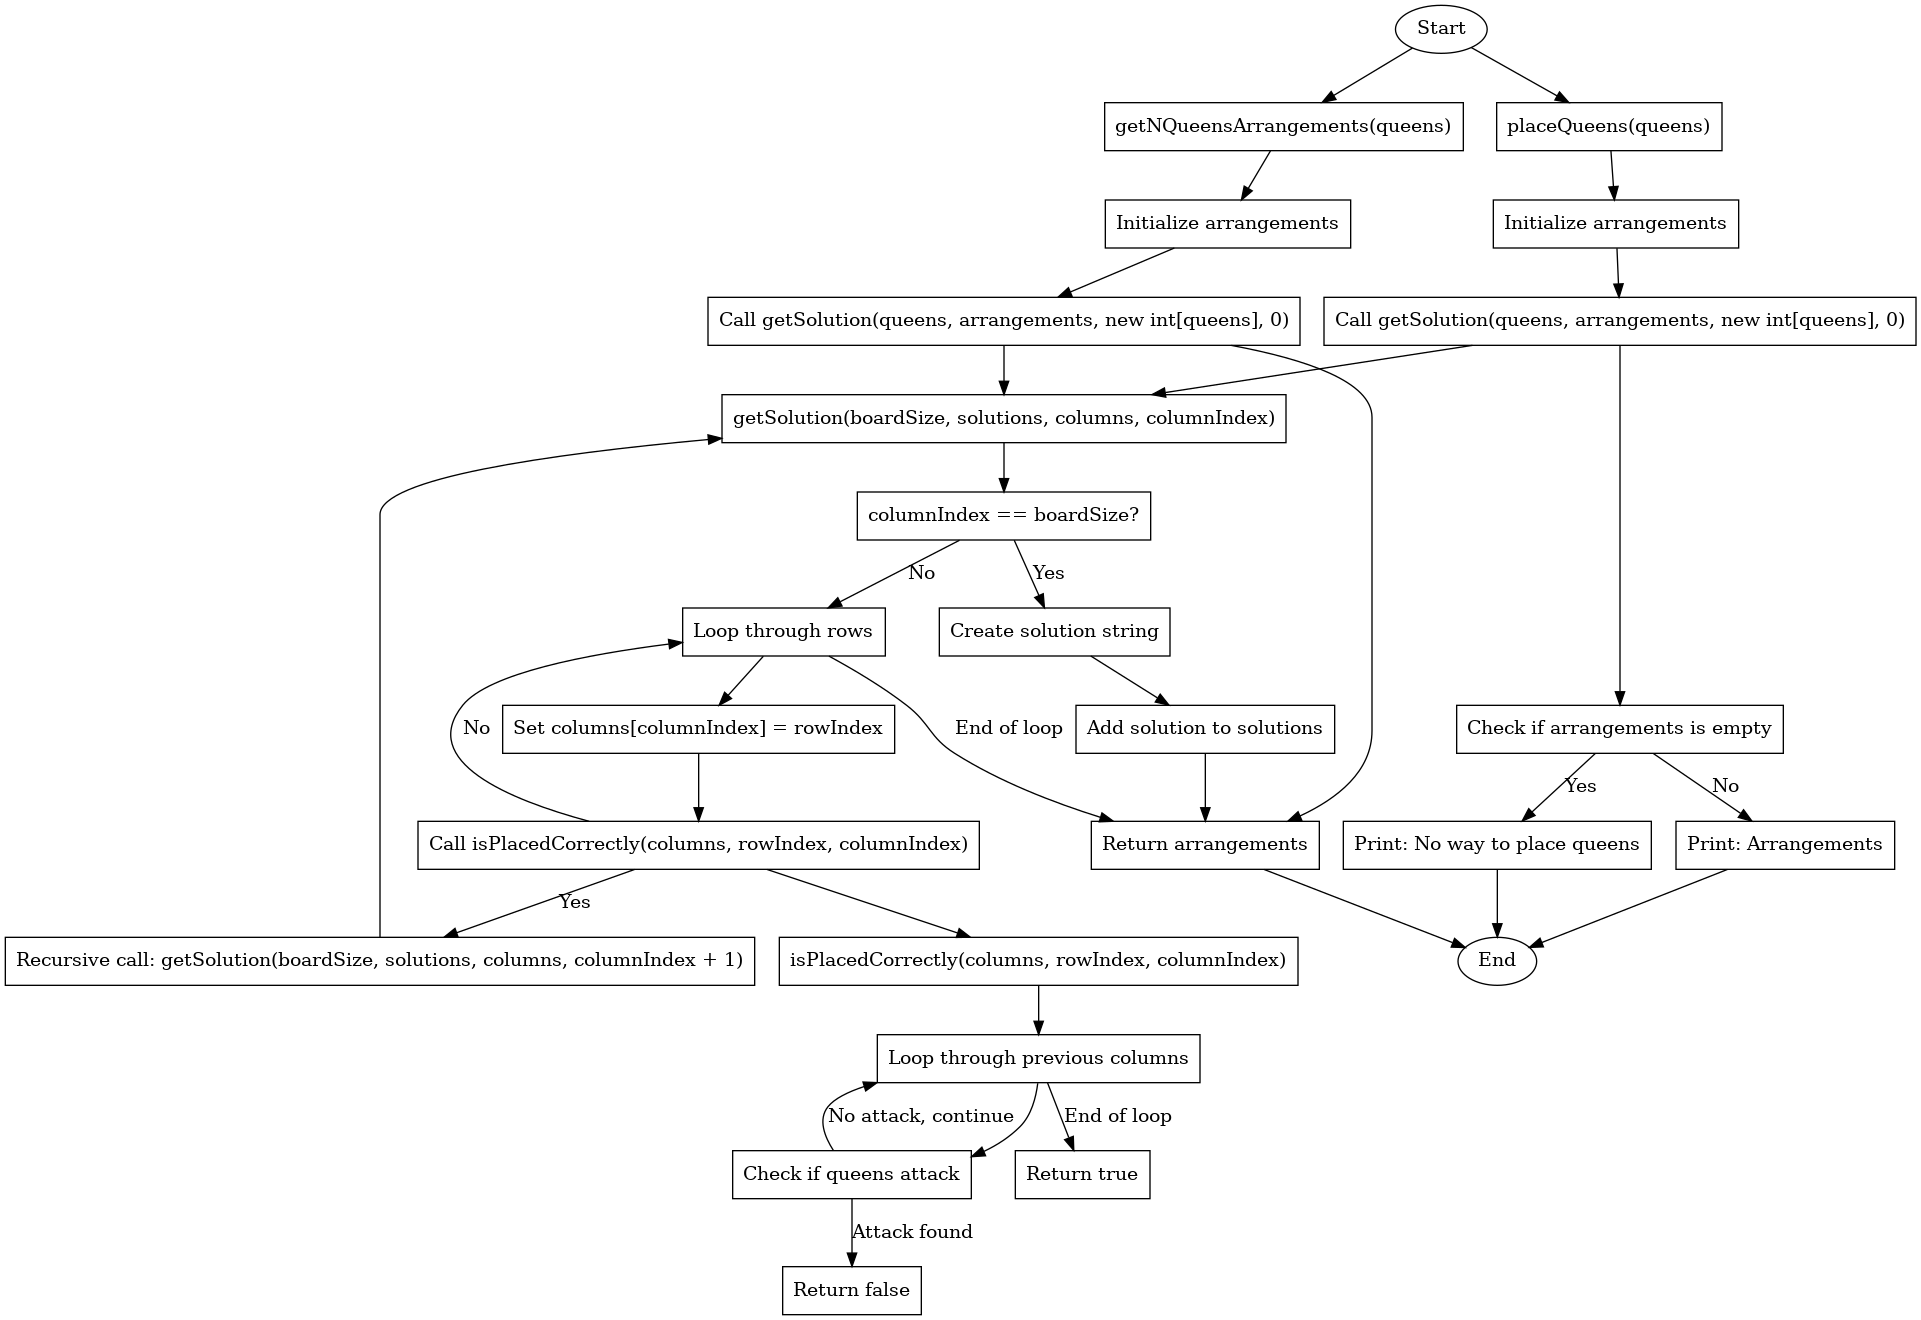 Start
getNQueensArrangements(queens)
placeQueens(queens)
Initialize arrangements
Initialize arrangements
Call getSolution(queens, arrangements, new int[queens], 0)
Call getSolution(queens, arrangements, new int[queens], 0)
getSolution(boardSize, solutions, columns, columnIndex)
columnIndex == boardSize?
No
Yes
Loop through rows
Create solution string
No
Set columns[columnIndex] = rowIndex
End of loop
Add solution to solutions
Check if arrangements is empty
Yes
No
Call isPlacedCorrectly(columns, rowIndex, columnIndex)
Return arrangements
Print: No way to place queens
Print: Arrangements
Yes
Recursive call: getSolution(boardSize, solutions, columns, columnIndex + 1)
isPlacedCorrectly(columns, rowIndex, columnIndex)
End
Loop through previous columns
No attack, continue
End of loop
Check if queens attack
Return true
Attack found
Return false